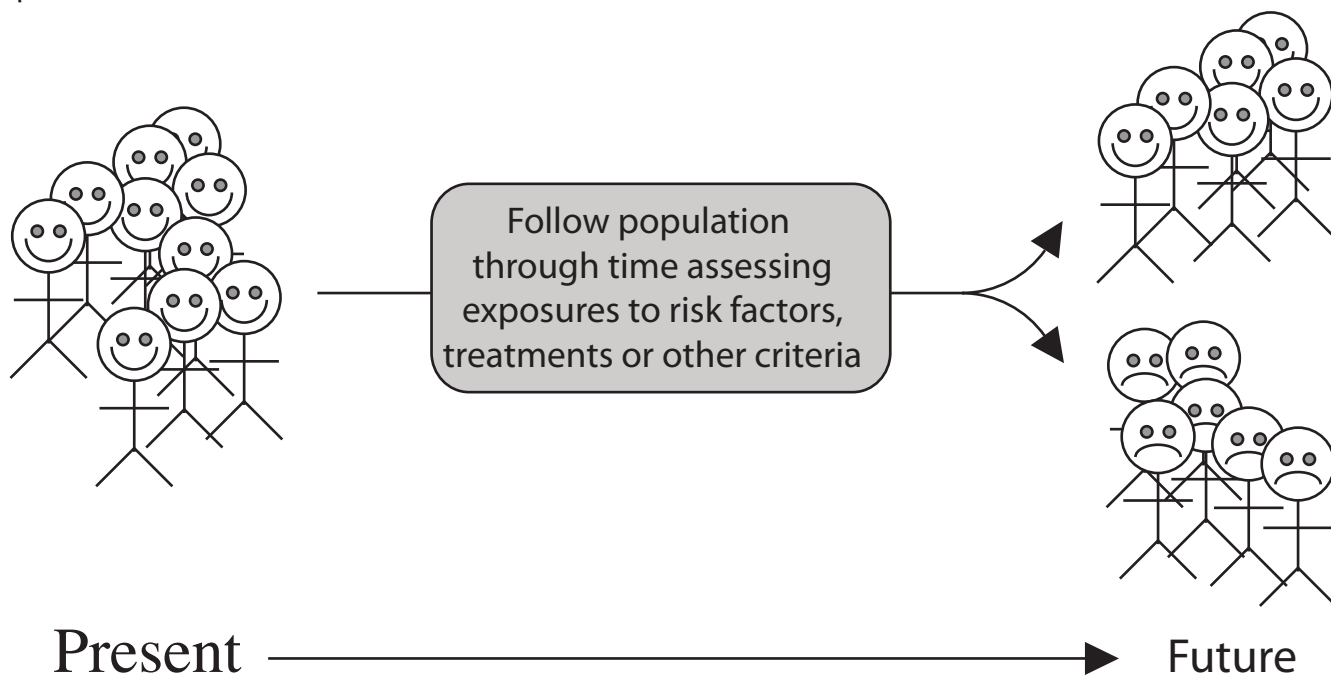 Follow population
through time assessing
exposures to risk factors,
treatments or other criteria
Present
Future